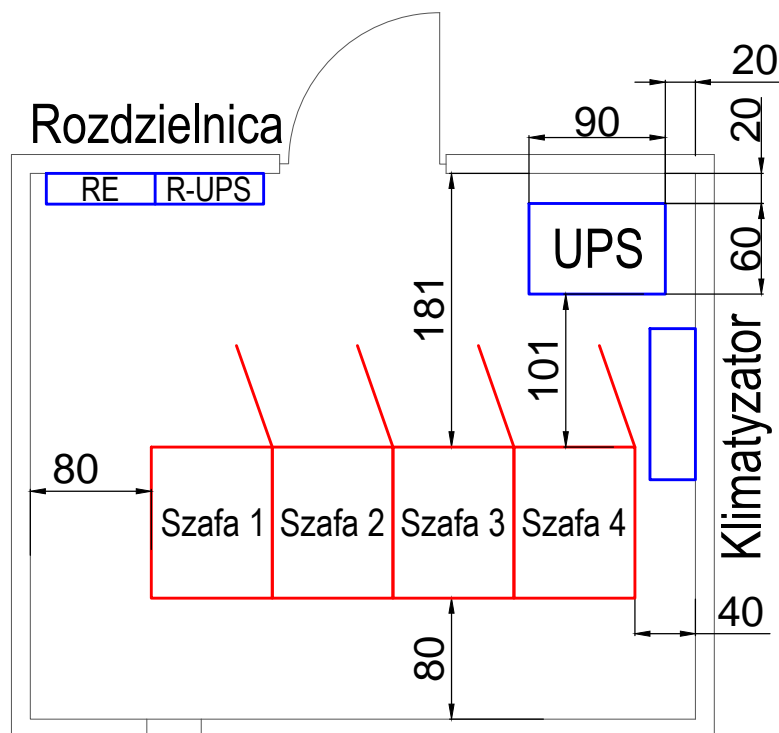 20
90
20
Rozdzielnica
RE
R-UPS
UPS
60
181
101
Klimatyzator
80
Szafa 1
Szafa 2
Szafa 3
Szafa 4
40
80